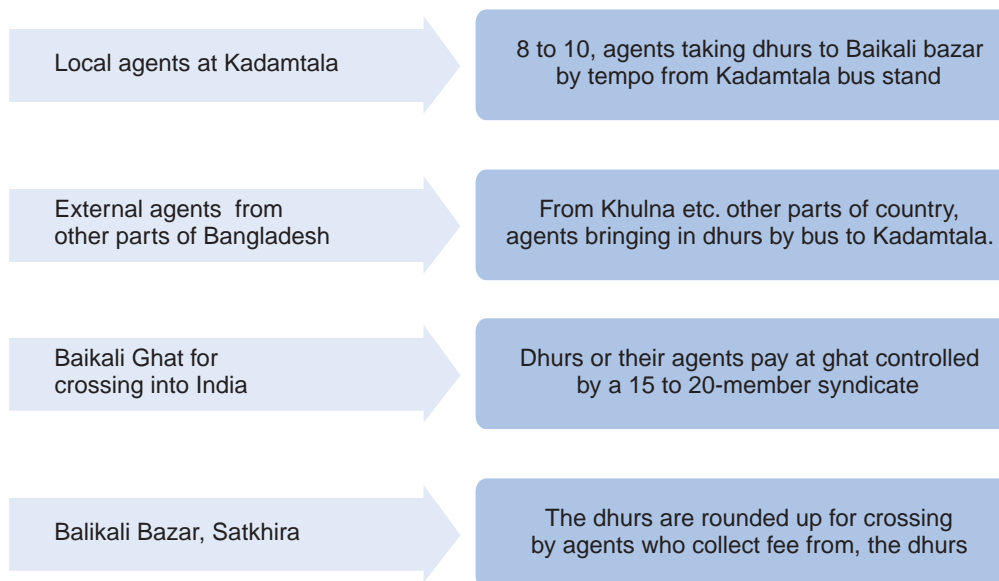 Local agents at Kadamtala
8 to 10, agents taking dhurs to Baikali bazar
by tempo from Kadamtala bus stand
External agents from
other parts of Bangladesh
From Khulna etc. other parts of country,
agents bringing in dhurs by bus to Kadamtala.
Baikali Ghat for
crossing into India
Dhurs or their agents pay at ghat controlled
by a 15 to 20-member syndicate
Balikali Bazar, Satkhira
The dhurs are rounded up for crossing
by agents who collect fee from, the dhurs